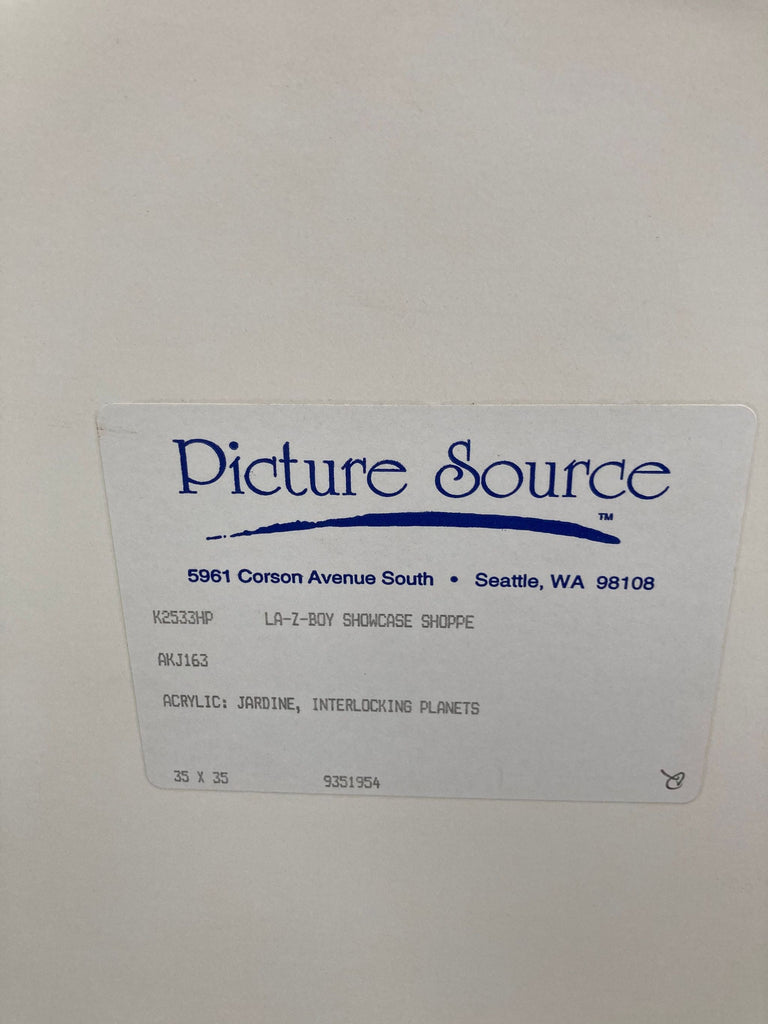 Picture Source
TM
5961 Corson Avenue South • Seattle, WA 98108
K2533HP LA-Z-BOY SHOWCASE SHOPPE
AKJ163
ACRYLIC: JARDINE, INTERLOCKING PLANETS
35 X 35 9351954